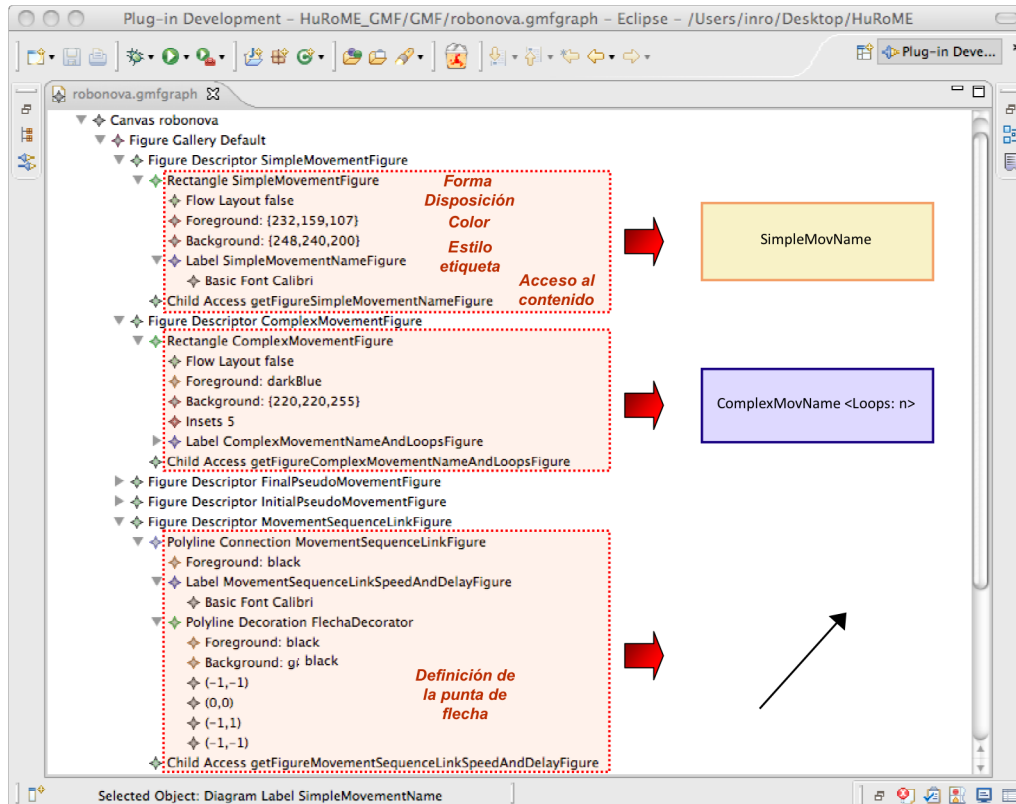 Plug-in Development – HuRoME_GMF/GMF/robonova.gmfgraph – Eclipse – /Users/inro/Desktop/HuRoME
Plug-in Deve...
robonova.gmfgraph
Canvas robonova
Figure Gallery Default
Figure Descriptor SimpleMovementFigure
Rectangle SimpleMovementFigure
Forma
Flow Layout false
Disposición
Foreground: {232,159,107}
Color
Background: {248,240,200}
Estilo
etiqueta
Label SimpleMovementNameFigure
Basic Font Calibri
Acceso al
contenido
Child Access getFigureSimpleMovementNameFigure
SimpleMovName
Figure Descriptor ComplexMovementFigure
Rectangle ComplexMovementFigure
Flow Layout false
Foreground: darkBlue
Background: {220,220,255}
Insets 5
Label ComplexMovementNameAndLoopsFigure
Child Access getFigureComplexMovementNameAndLoopsFigure
ComplexMovName <Loops: n>
Figure Descriptor FinalPseudoMovementFigure
Figure Descriptor InitialPseudoMovementFigure
Figure Descriptor MovementSequenceLinkFigure
Polyline Connection MovementSequenceLinkFigure
Foreground: black
Label MovementSequenceLinkSpeedAndDelayFigure
Basic Font Calibri
Polyline Decoration FlechaDecorator
Foreground: black
Background: black
(-1,-1)
(0,0)
(-1,1)
(-1,-1)
Definición de
la punta de
flecha
Child Access getFigureMovementSequenceLinkSpeedAndDelayFigure
Selected Object: Diagram Label SimpleMovementName